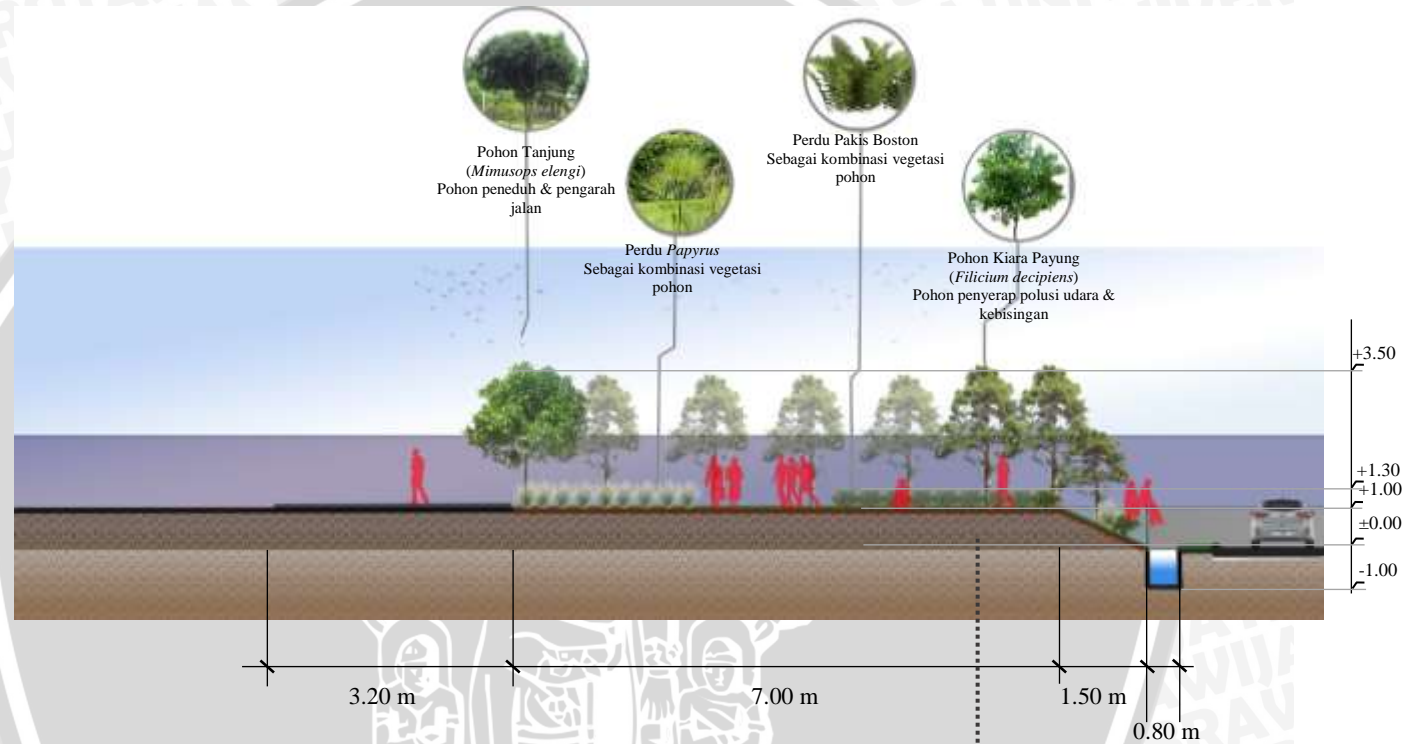 Pohon Tanjung
(Mimusops elengi)
Pohon peneduh & pengarah
jalan
Perdu Papyrus
Sebagai kombinasi vegetasi
pohon
Perdu Pakis Boston
Sebagai kombinasi vegetasi
pohon
Pohon Kiara Payung
(Filicium decipiens)
Pohon penyerap polusi udara &
kebisingan
+3.50
+1.30
+1.00
±0.00
-1.00
3.20 m
7.00 m
1.50 m
0.80 m